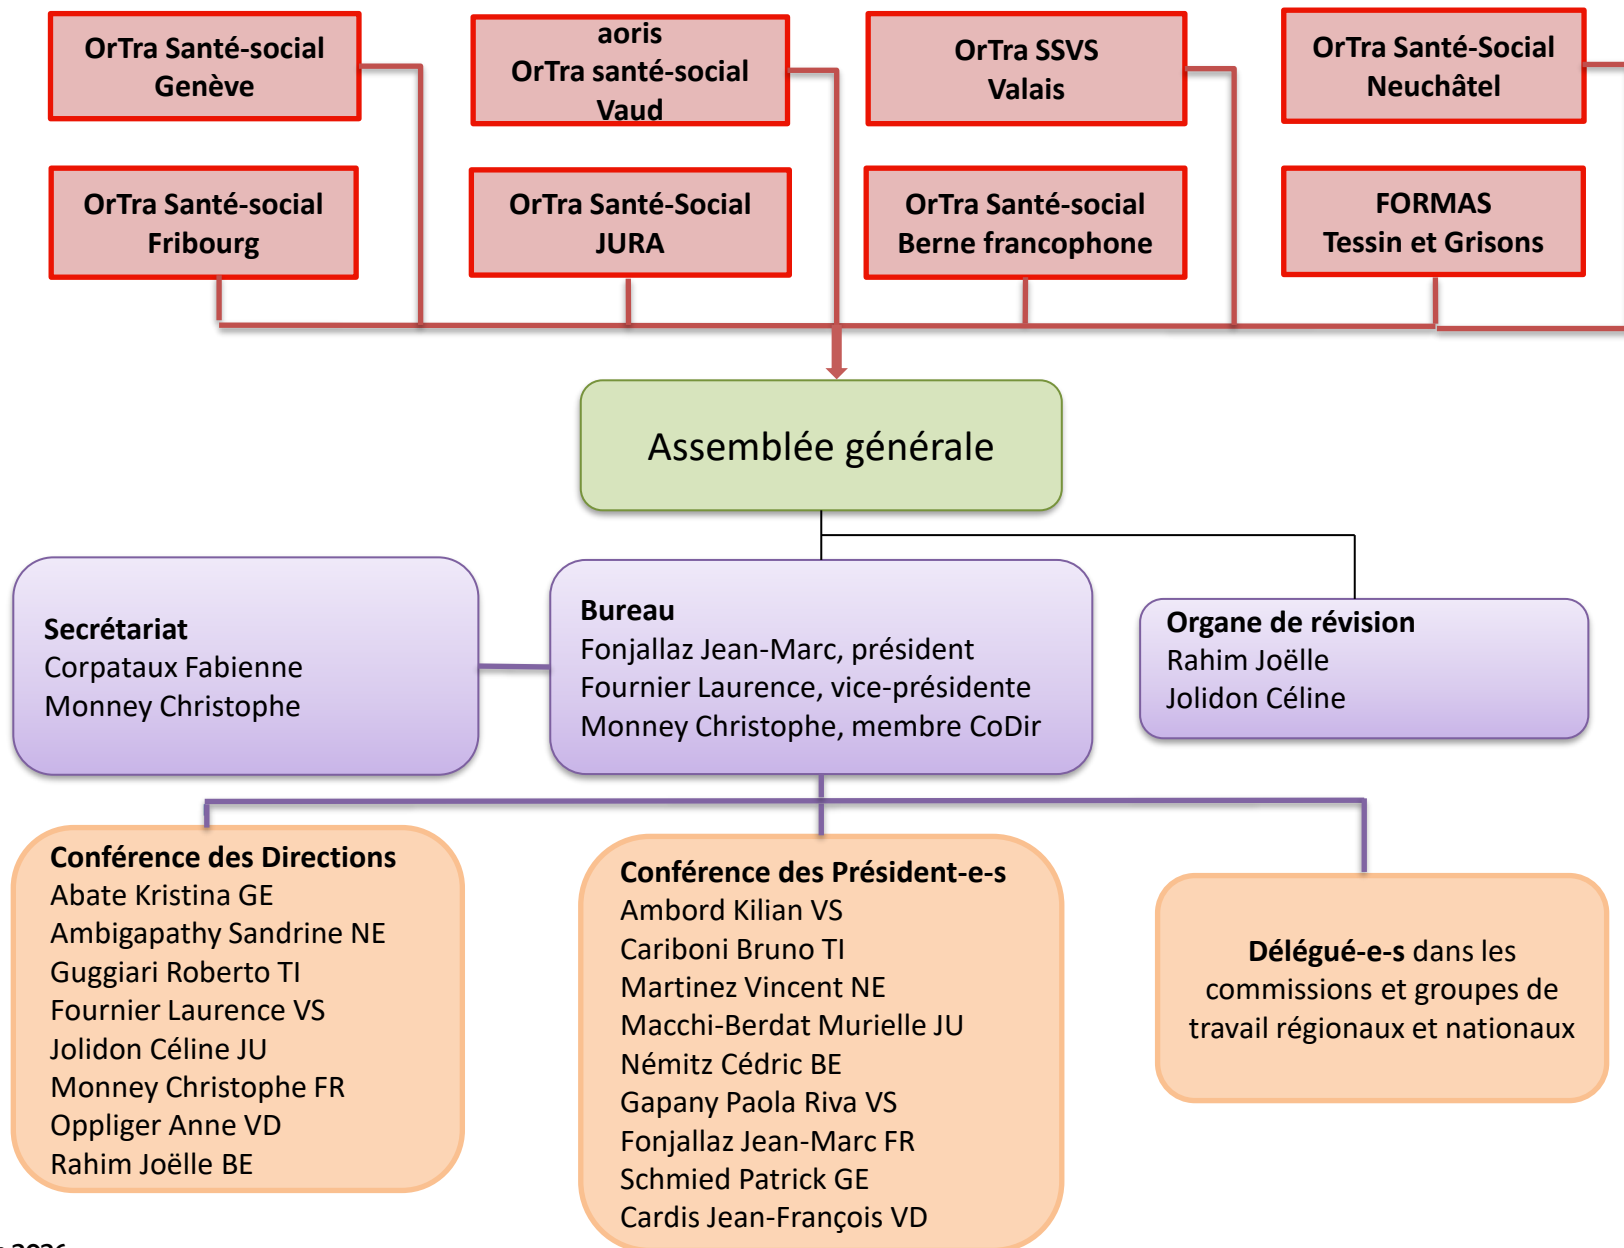 OrTra Santé-social
Genève
aoris
OrTra santé-social
Vaud
OrTra SSVS
Valais
OrTra Santé-Social
Neuchâtel
OrTra Santé-social
Fribourg
OrTra Santé-Social
JURA
OrTra Santé-social
Berne francophone
FORMAS
Tessin et Grisons
Assemblée générale
Secrétariat
Corpataux Fabienne
Monney Christophe
Bureau
Fonjallaz Jean-Marc, président
Fournier Laurence, vice-présidente
Monney Christophe, membre CoDir
Organe de révision
Rahim Joëlle
Jolidon Céline
Conférence des Directions
Abate Kristina GE
Ambigapathy Sandrine NE
Guggiari Roberto TI
Fournier Laurence VS
Jolidon Céline JU
Monney Christophe FR
Oppliger Anne VD
Rahim Joëlle BE
Conférence des Président-e-s
Ambord Kilian VS
Cariboni Bruno TI
Martinez Vincent NE
Macchi-Berdat Murielle JU
Némitz Cédric BE
Gapany Paola Riva VS
Fonjallaz Jean-Marc FR
Schmied Patrick GE
Cardis Jean-François VD
Délégué-e-s dans les
commissions et groupes de
travail régionaux et nationaux
2026